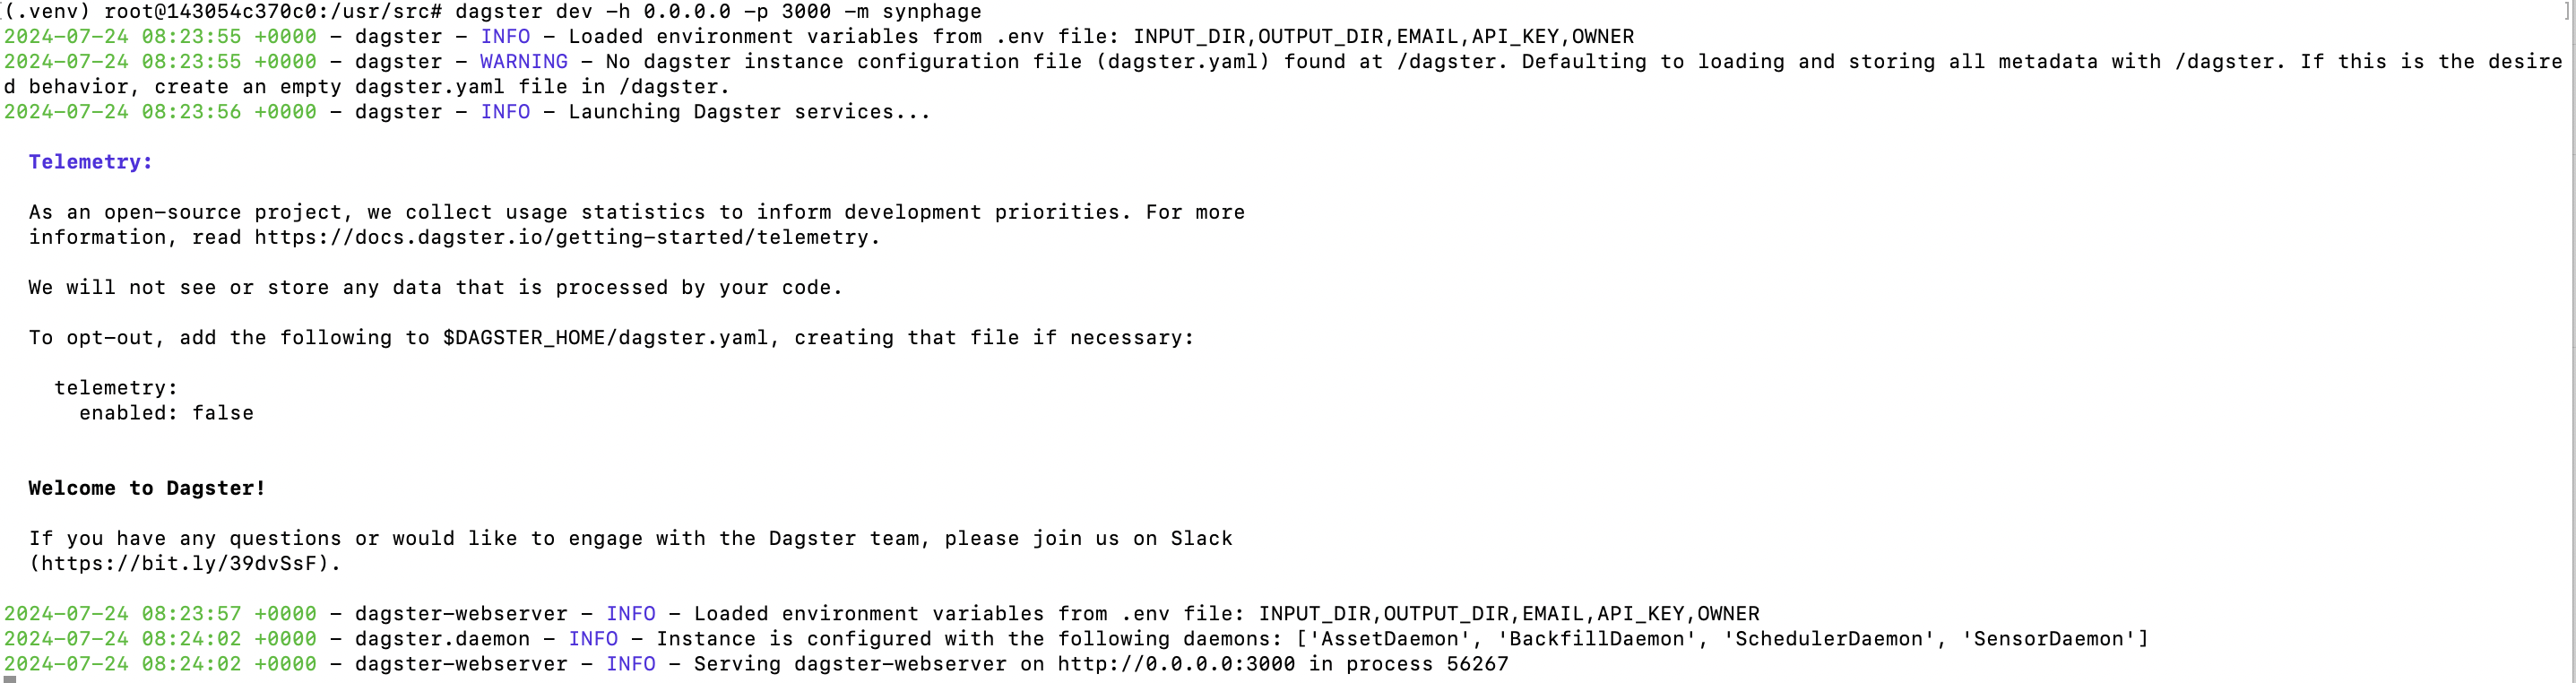 (.venv) root@143054c370c0:/usr/src# dagster dev -h 0.0.0.0 -p 3000 -m synphage
2024-07-24 08:23:55 +0000 - dagster - INFO - Loaded environment variables from .env file: INPUT_DIR,OUTPUT_DIR,EMAIL,API_KEY,OWNER
2024-07-24 08:23:55 +0000 - dagster - WARNING - No dagster instance configuration file (dagster.yaml) found at /dagster. Defaulting to loading and storing all metadata with /dagster. If this is the desire
d behavior, create an empty dagster.yaml file in /dagster.
2024-07-24 08:23:56 +0000 - dagster - INFO - Launching Dagster services...
Telemetry:
As an open-source project, we collect usage statistics to inform development priorities. For more
information, read https://docs.dagster.io/getting-started/telemetry.
We will not see or store any data that is processed by your code.
To opt-out, add the following to $DAGSTER_HOME/dagster.yaml, creating that file if necessary:
telemetry:
enabled: false
Welcome to Dagster!
If you have any questions or would like to engage with the Dagster team, please join us on Slack
(https://bit.ly/39dvSsF).
2024-07-24 08:23:57 +0000 - dagster-webserver - INFO - Loaded environment variables from .env file: INPUT_DIR,OUTPUT_DIR,EMAIL,API_KEY,OWNER
2024-07-24 08:24:02 +0000 - dagster.daemon - INFO - Instance is configured with the following daemons: ['AssetDaemon', 'BackfillDaemon', 'SchedulerDaemon', 'SensorDaemon']
2024-07-24 08:24:02 +0000 - dagster-webserver - INFO - Serving dagster-webserver on http://0.0.0.0:3000 in process 56267